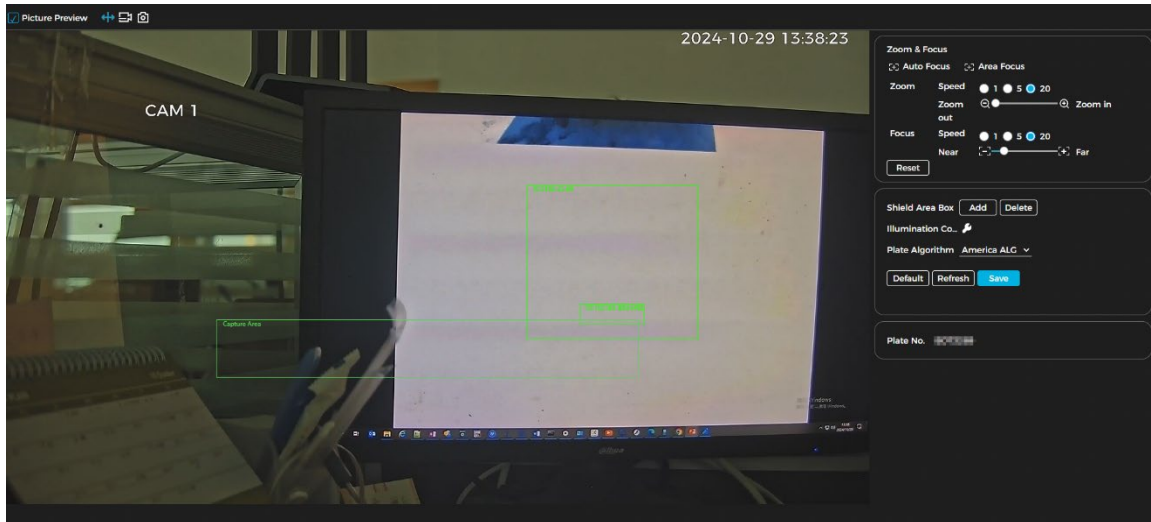 Picture Preview
2024-10-29 13:38:23
CAM 1
Capture Area
alhua
Zoom & Focus
Auto Focus Area Focus
Zoom Speed 1 5 20
Zoom out Zoom in
Focus Speed 1 5 20
Near Far
Reset
Shield Area Box Add Delete
Illumination Co...
Plate Algorithm America ALG
Default Refresh Save
Plate No.